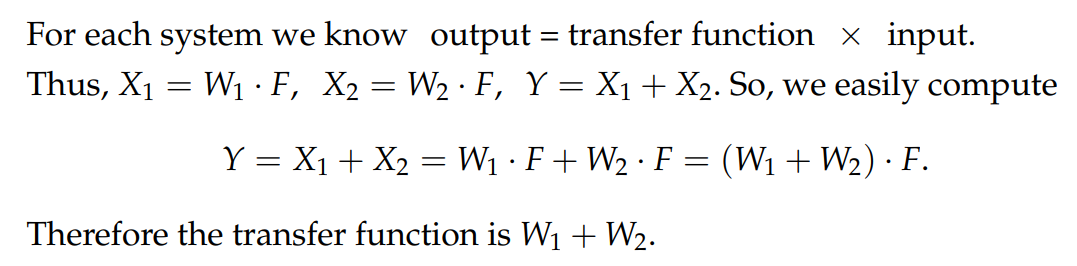 For each system we know output = transfer function × input.
Thus, X₁ = W₁ · F, X₂ = W₂ · F, Y = X₁ + X₂. So, we easily compute
Y = X₁ + X₂ = W₁ · F + W₂ · F = (W₁ + W₂) · F.
Therefore the transfer function is W₁ + W₂.